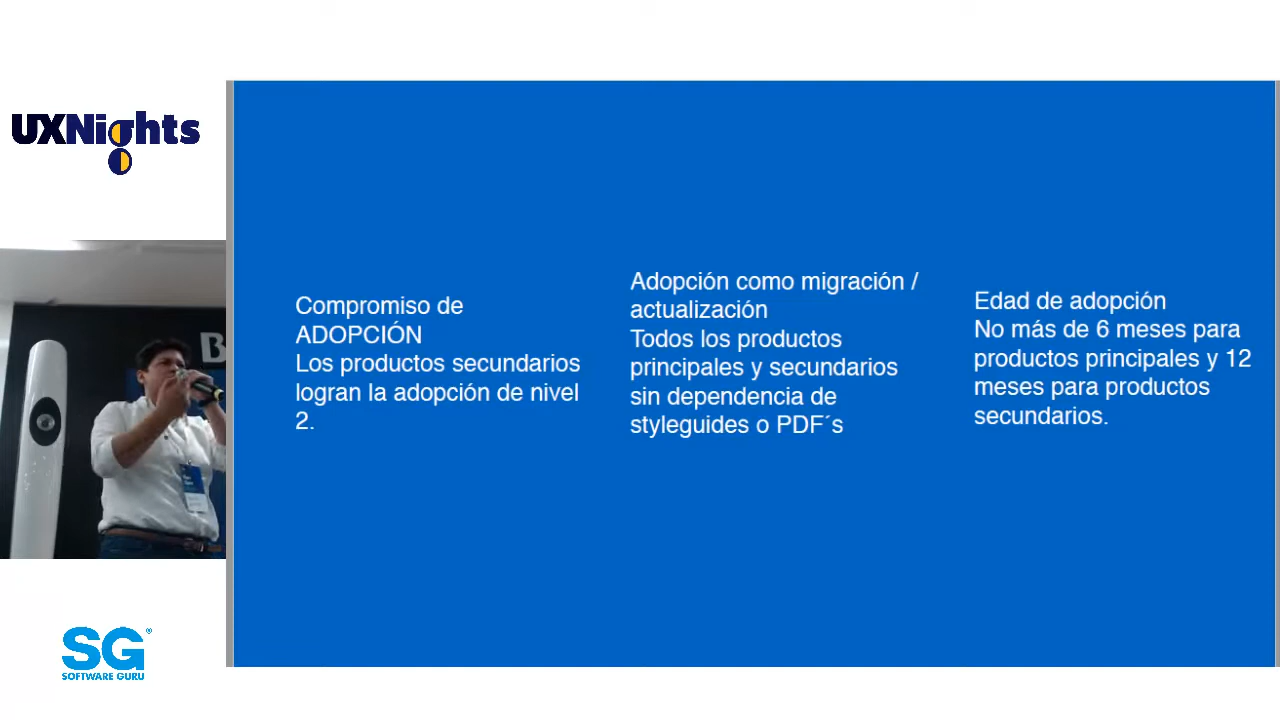 UXNights
Compromiso de
ADOPCIÓN
Los productos secundarios
logran la adopción de nivel
2.
Adopción como migración /
actualización
Todos los productos
principales y secundarios
sin dependencia de
styleguides o PDF´s
Edad de adopción
No más de 6 meses para
productos principales y 12
meses para productos
secundarios.
B
SG®
SOFTWARE GURU